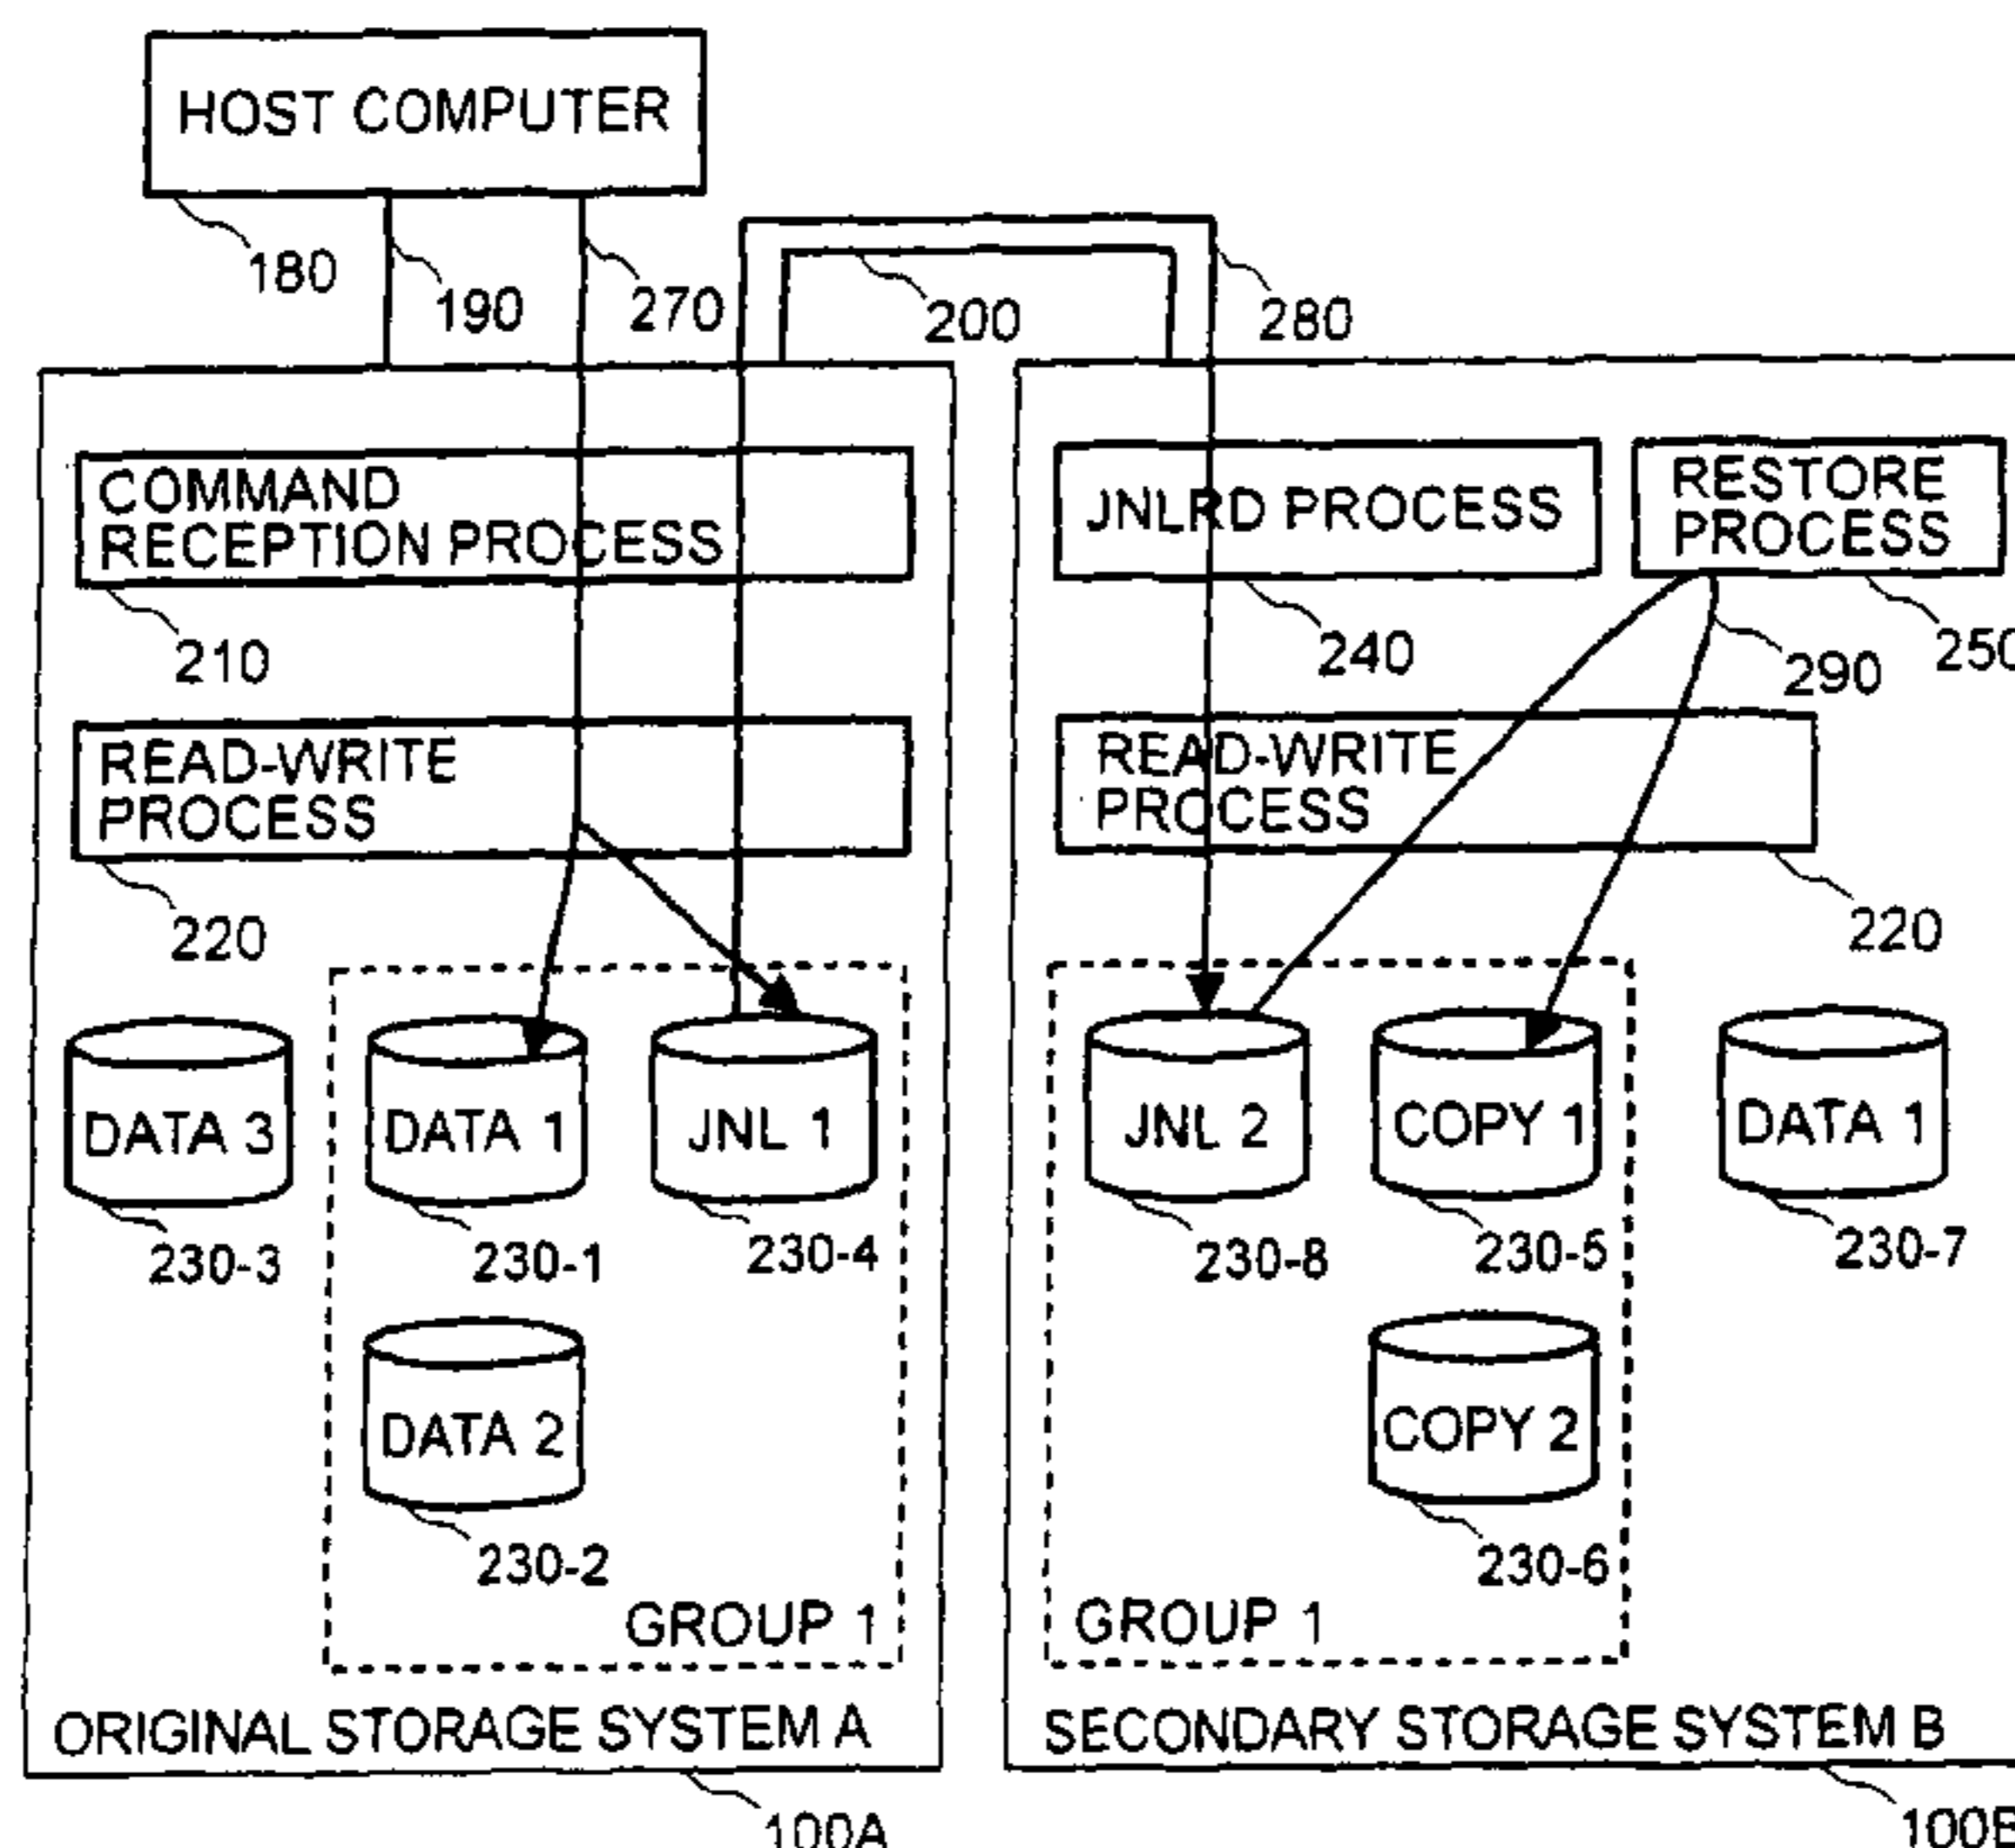 HOST COMPUTER
180
190
270
200
280
COMMAND
RECEPTION PROCESS
210
JNLRD PROCESS
240
RESTORE
PROCESS
250
290
READ-WRITE
PROCESS
220
READ-WRITE
PROCESS
220
DATA 3
230-3
DATA 1
230-1
JNL 1
230-4
DATA 2
230-2
GROUP 1
JNL 2
230-8
COPY 1
230-5
DATA 1
230-7
COPY 2
230-6
GROUP 1
ORIGINAL STORAGE SYSTEM A
100A
SECONDARY STORAGE SYSTEM B
100B